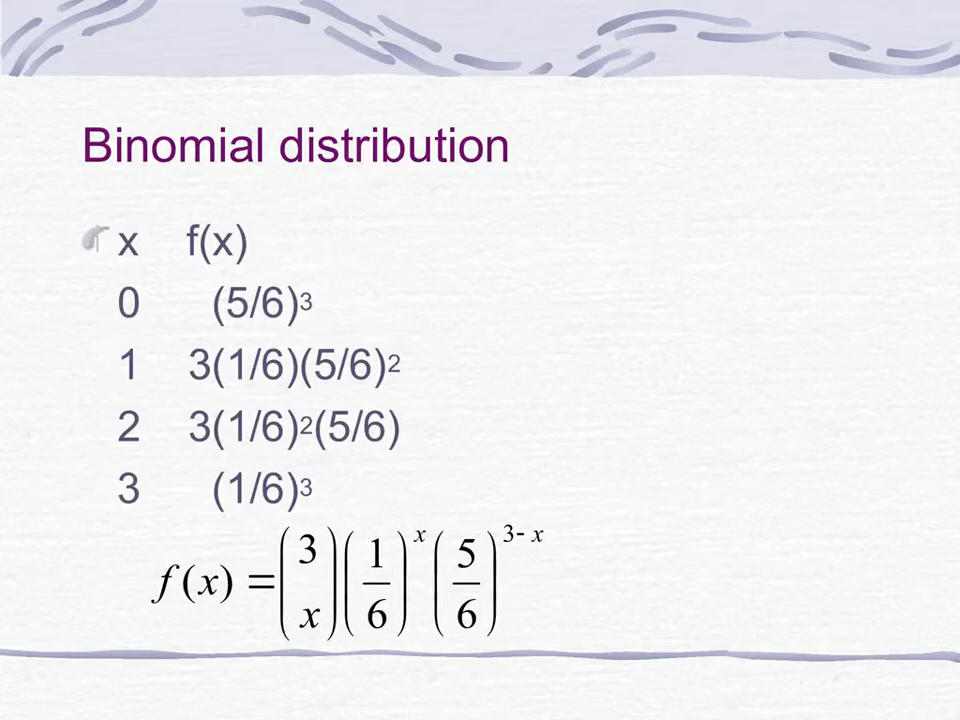 Binomial distribution
x f(x)
0 (5/6)³
1 3(1/6)(5/6)²
2 3(1/6)²(5/6)
3 (1/6)³
f(x) = (3 x) (1/6)^x (5/6)^(3-x)